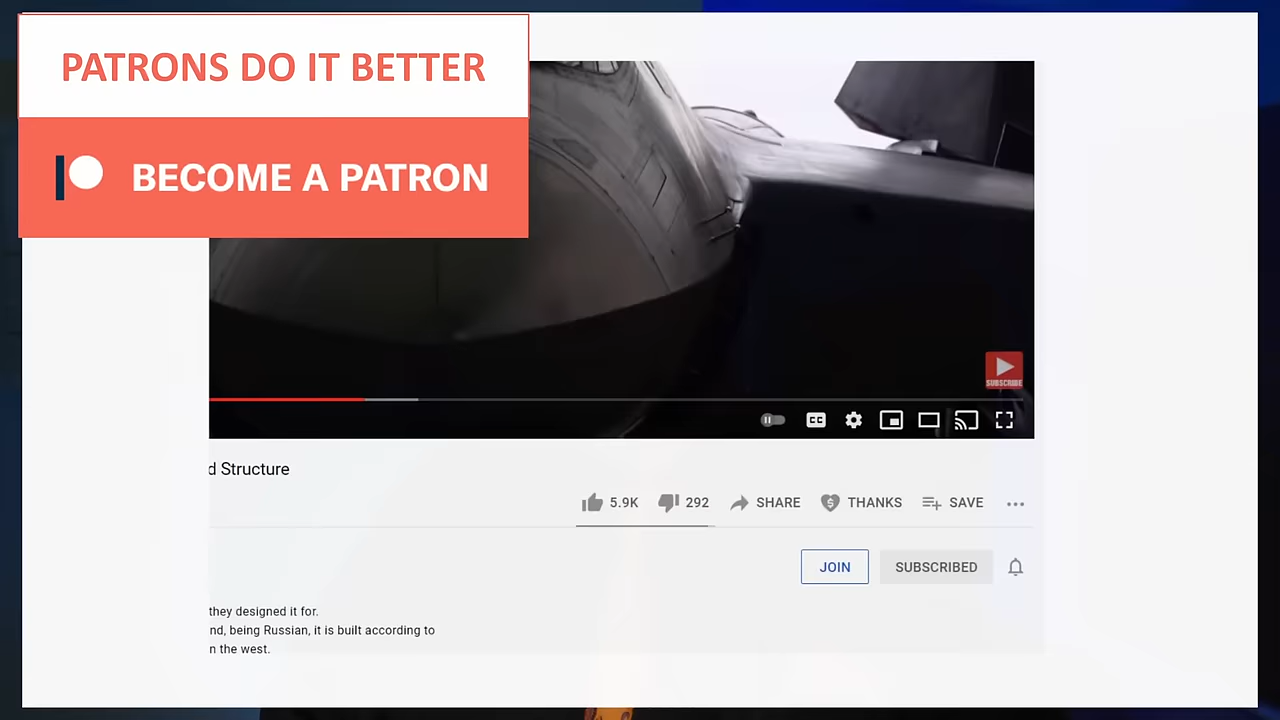 PATRONS DO IT BETTER
BECOME A PATRON
SUBSCRIBE
CC
d Structure
5.9K 292 SHARE THANKS SAVE
JOIN SUBSCRIBED
they designed it for.
nd, being Russian, it is built according to
n the west.